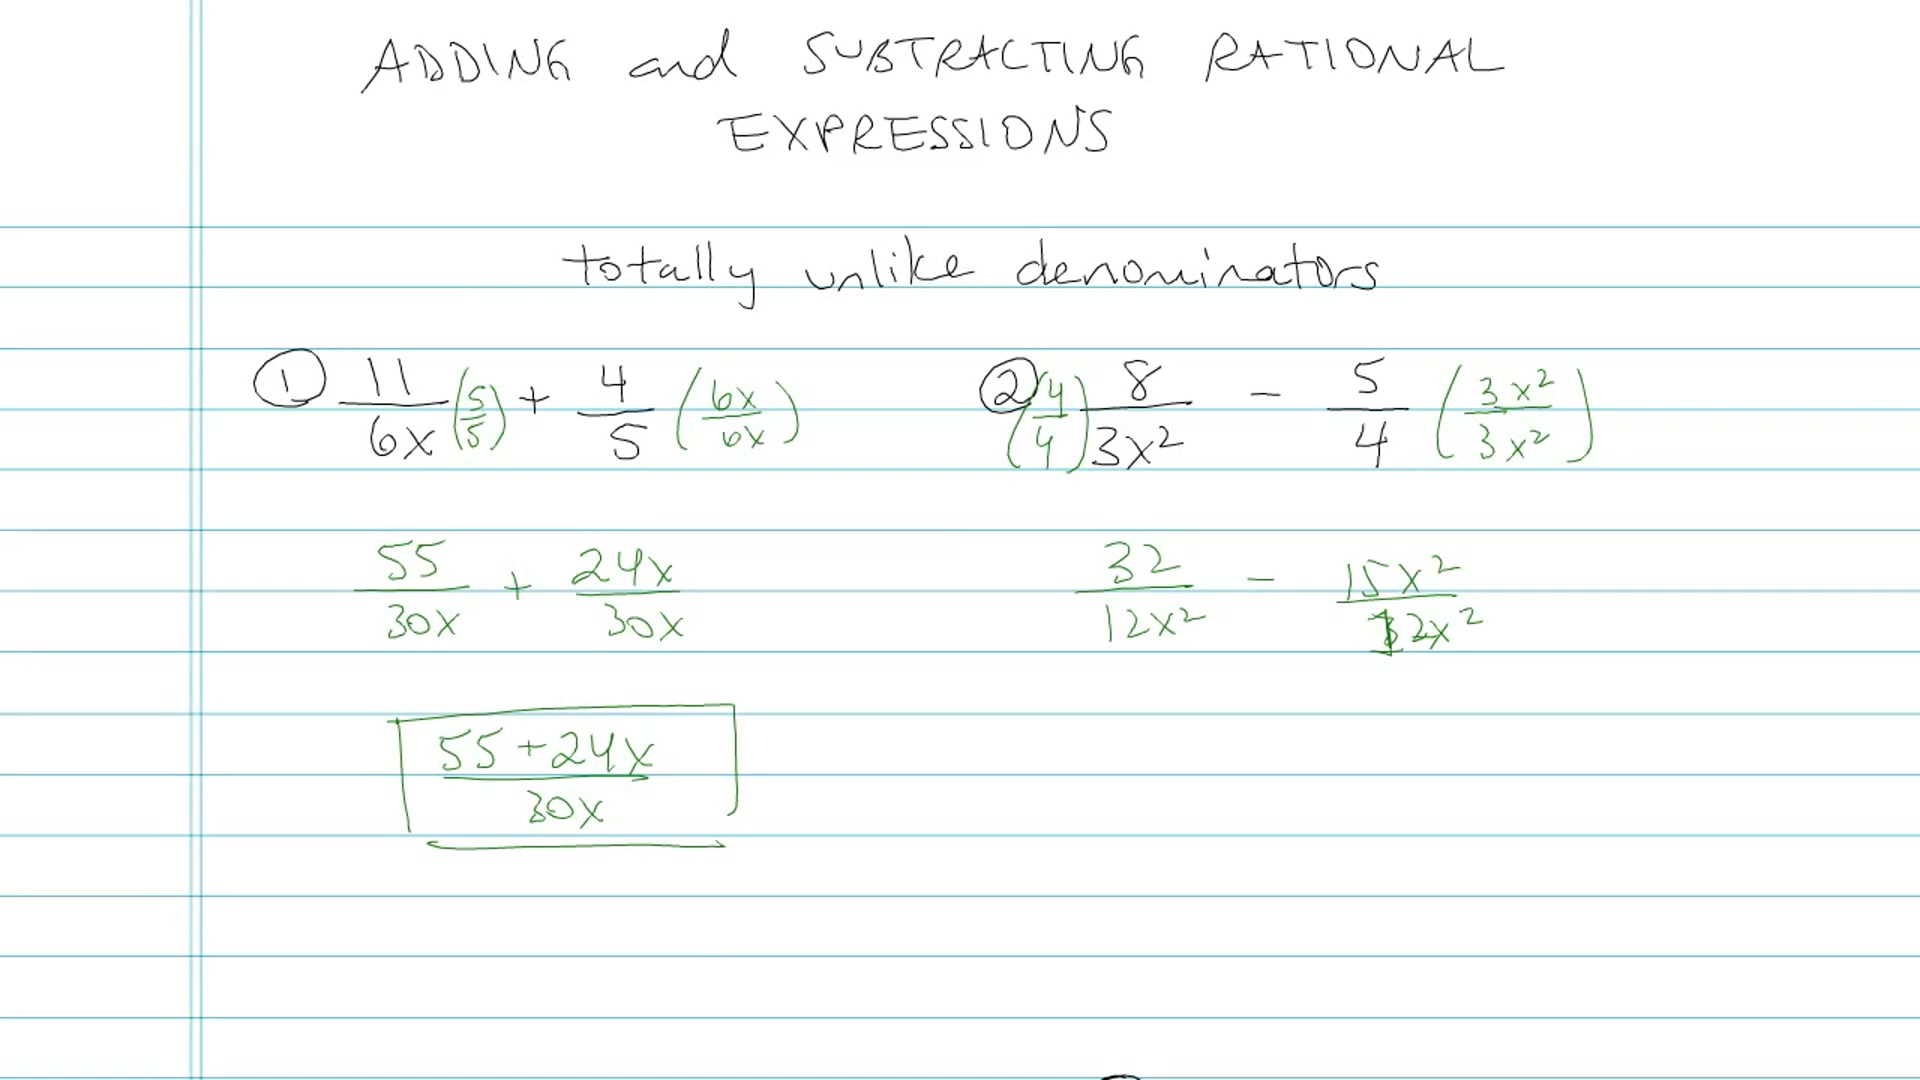 ADDING and SUBTRACTING RATIONAL
EXPRESSIONS
totally unlike denominators
① 11/6x (5/5) + 4/5 (6x/6x)
② (4/4) 8/3x² - 5/4 (3x²/3x²)
55/30x + 24x/30x
32/12x² - 15x²/12x²
55+24x/30x